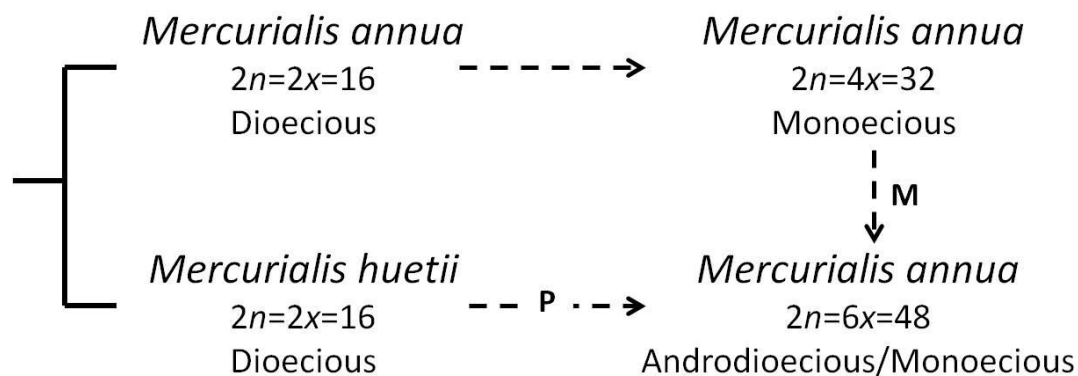 Mercurialis annua
2n=2x=16
Dioecious
Mercurialis annua
2n=4x=32
Monoecious
M
Mercurialis huetii
2n=2x=16
Dioecious
P
Mercurialis annua
2n=6x=48
Androdioecious/Monoecious